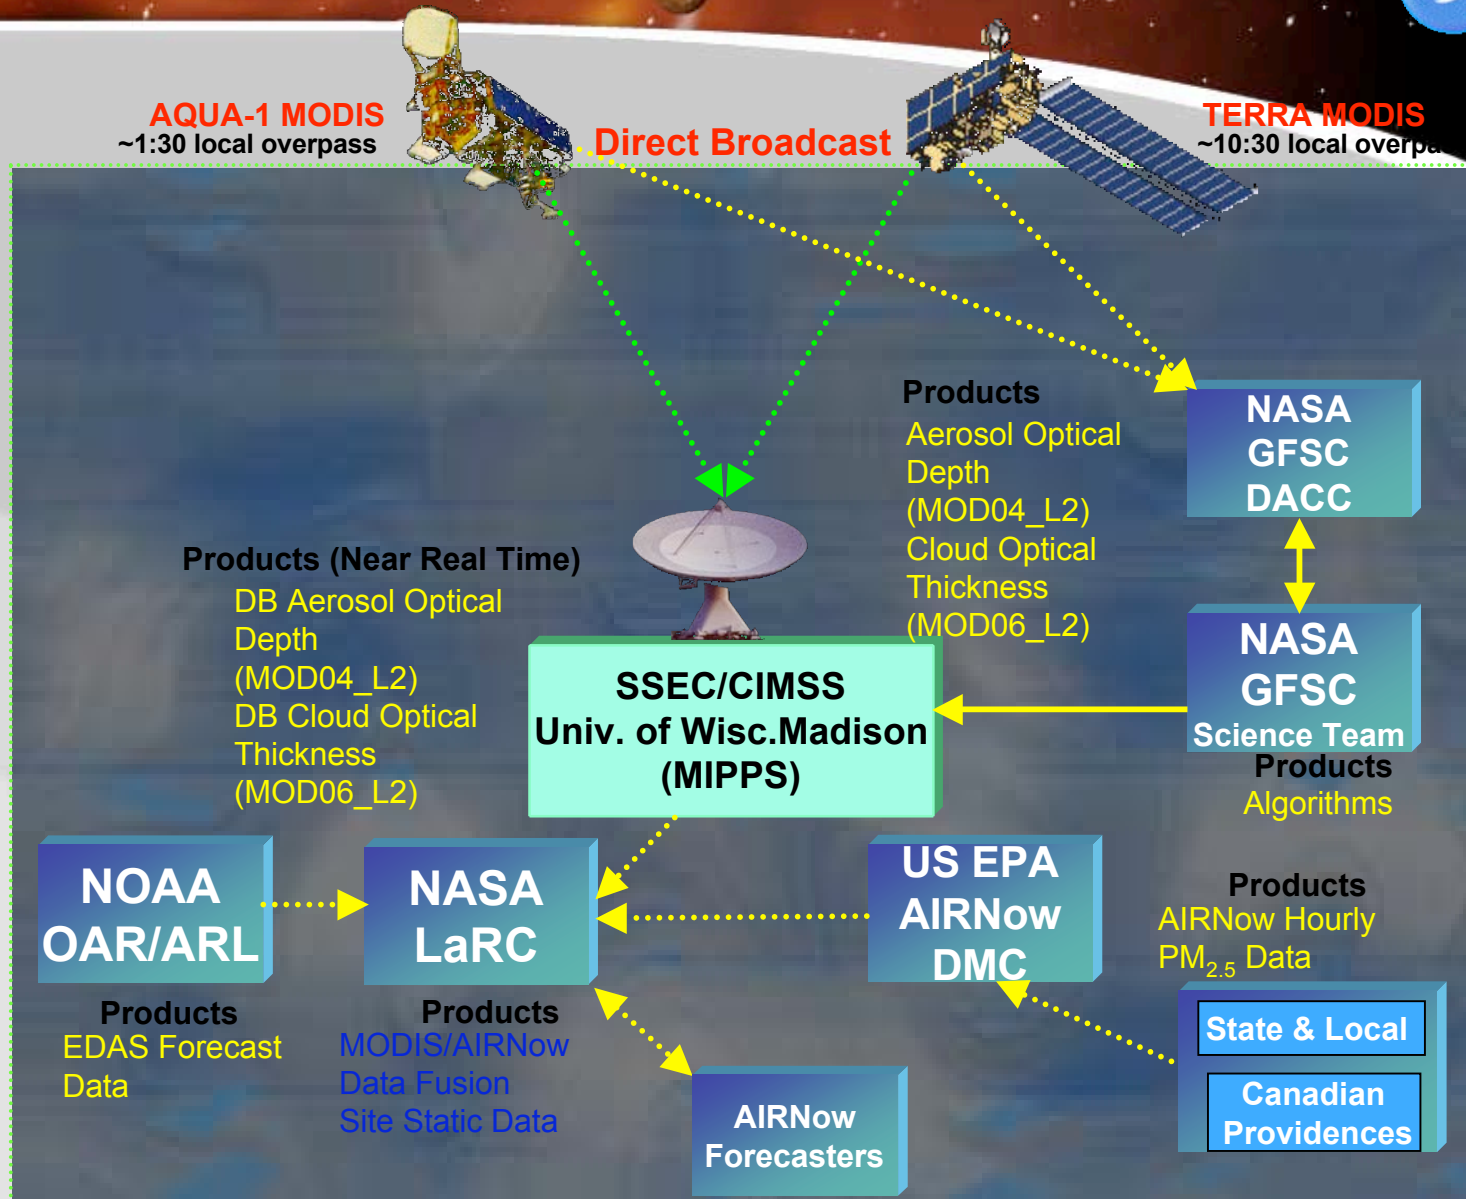 AQUA-1 MODIS
~1:30 local overpass
Direct Broadcast
TERRA MODIS
~10:30 local overpa
Products
Aerosol Optical
Depth
(MOD04_L2)
Cloud Optical
Thickness
(MOD06_L2)
NASA
GFSC
DACC
Products (Near Real Time)
DB Aerosol Optical
Depth
(MOD04_L2)
DB Cloud Optical
Thickness
(MOD06_L2)
SSEC/CIMSS
Univ. of Wisc.Madison
(MIPPS)
NASA
GFSC
Science Team
Products
Algorithms
NOAA
OAR/ARL
Products
EDAS Forecast
Data
NASA
LaRC
Products
MODIS/AIRNow
Data Fusion
Site Static Data
US EPA
AIRNow
DMC
Products
AIRNow Hourly
PM2.5 Data
State & Local
Canadian
Providences
AIRNow
Forecasters